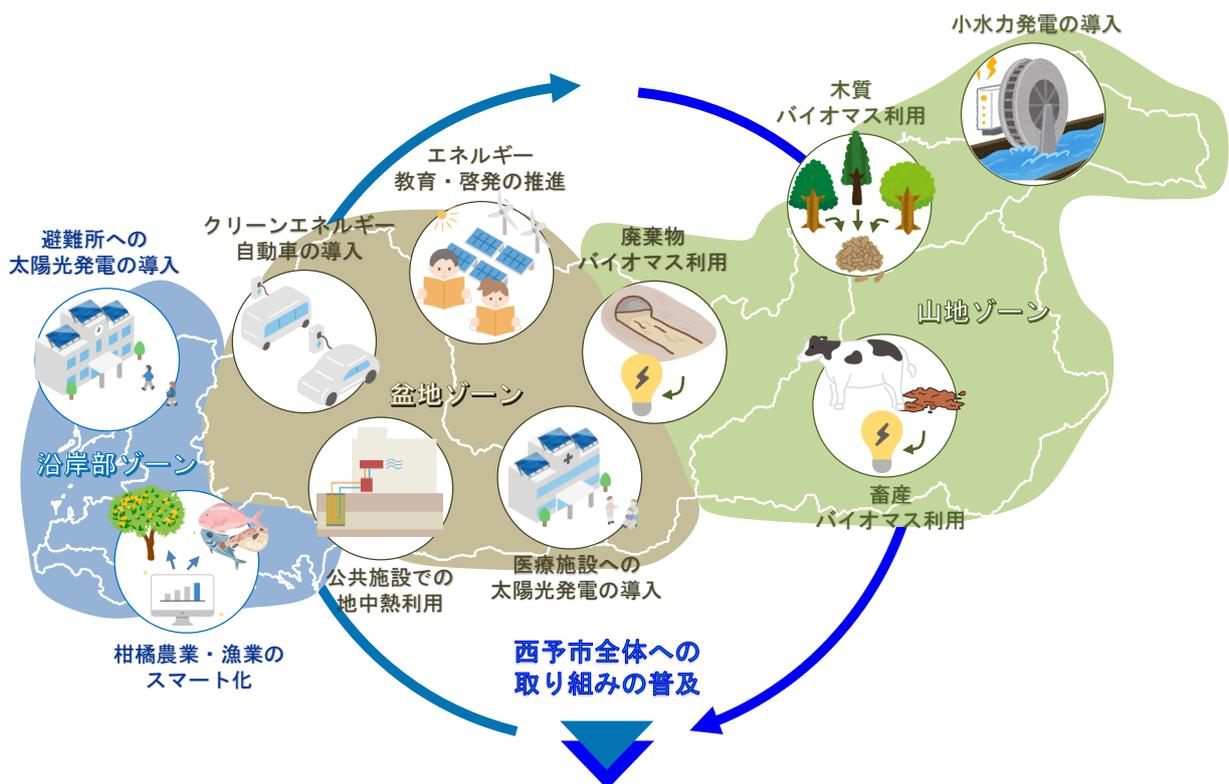 小水力発電の導入
木質
バイオマス利用
エネルギー
教育・啓発の推進
クリーンエネルギー
自動車の導入
廃棄物
バイオマス利用
避難所への
太陽光発電の導入
山地ゾーン
盆地ゾーン
沿岸部ゾーン
畜産
バイオマス利用
公共施設での
地中熱利用
医療施設への
太陽光発電の導入
柑橘農業・漁業の
スマート化
西予市全体への
取り組みの普及